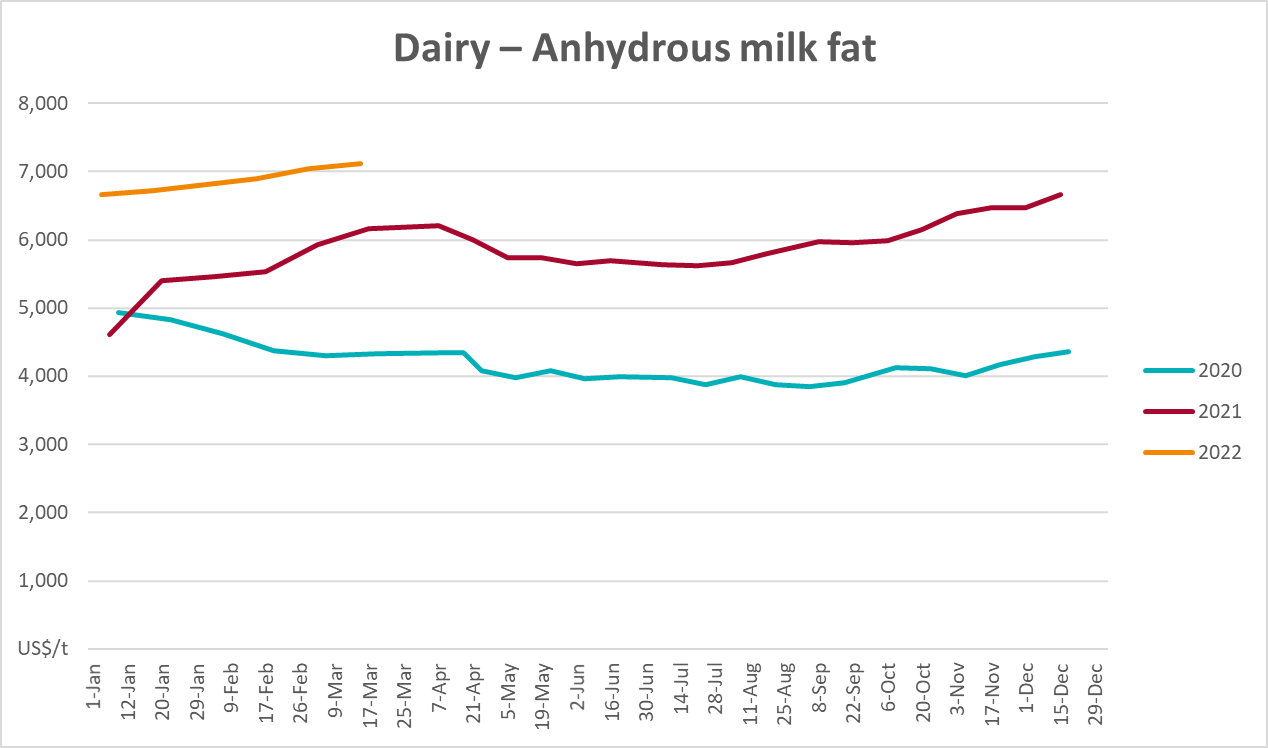 Dairy – Anhydrous milk fat
8,000
7,000
6,000
5,000
4,000
3,000
2,000
1,000
US$/t
1-Jan
12-Jan
20-Jan
29-Jan
9-Feb
17-Feb
26-Feb
9-Mar
17-Mar
25-Mar
7-Apr
21-Apr
5-May
19-May
2-Jun
16-Jun
30-Jun
14-Jul
28-Jul
11-Aug
25-Aug
8-Sep
22-Sep
6-Oct
20-Oct
3-Nov
17-Nov
1-Dec
15-Dec
29-Dec
2020
2021
2022